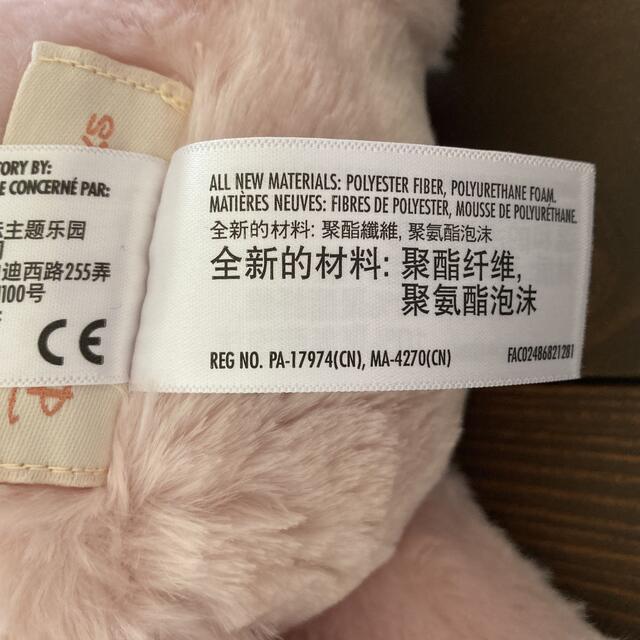 TORY BY:
E CONCERNÉ PAR:
主题乐园
迪西路255弄
100号
CE
ALL NEW MATERIALS: POLYESTER FIBER, POLYURETHANE FOAM.
MATIÈRES NEUVES: FIBRES DE POLYESTER, MOUSSE DE POLYURÉTHANE.
全新的材料: 聚酯纖維, 聚氨酯泡沫
全新的材料: 聚酯纤维,
聚氨酯泡沫
REG NO. PA-17974(CN), MA-4270(CN)
FAC02486821281